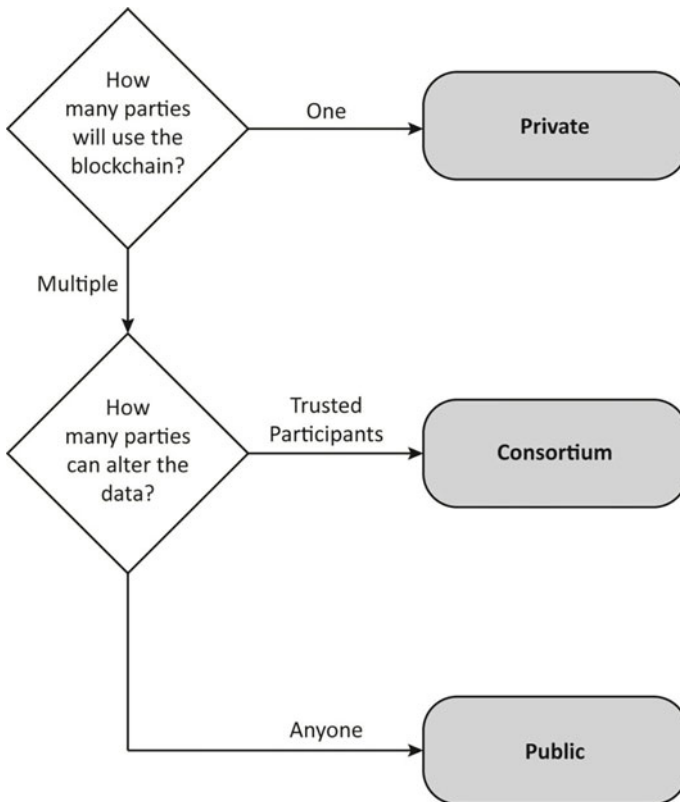 How
many parties
will use the
blockchain?
One
Private
Multiple
How
many parties
can alter the
data?
Trusted
Participants
Consortium
Anyone
Public